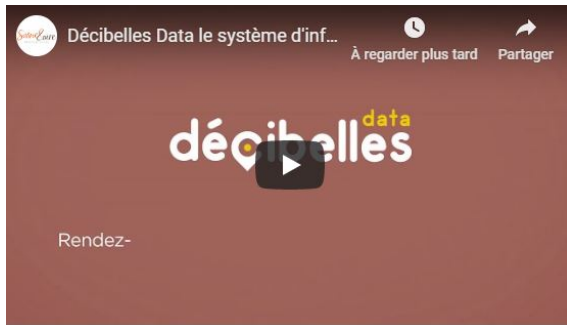 Décibelles Data le système d'inf...
À regarder plus tard
Partager
data
décibelles
Rendez-